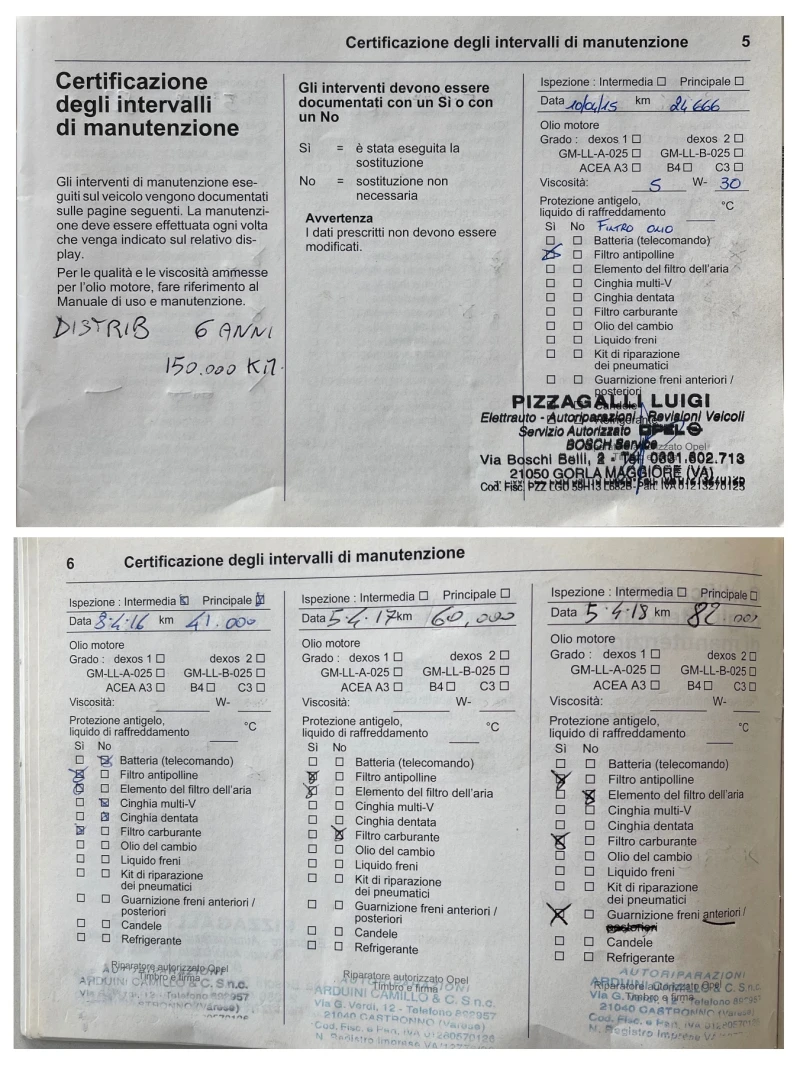 Certificazione degli intervalli di manutenzione 5
Certificazione
degli intervalli
di manutenzione
Gli interventi di manutenzione ese-
guiti sul veicolo vengono documentati
sulle pagine seguenti. La manutenzi-
one deve essere effettuata ogni volta
che venga indicato sul relativo dis-
play.
Per le qualità e le viscosità ammesse
per l'olio motore, fare riferimento al
Manuale di uso e manutenzione.
DISTRIB 6 ANNI
150.000 KM.
Gli interventi devono essere
documentati con un Sì o con
un No
Sì = è stata eseguita la
sostituzione
No = sostituzione non
necessaria
Avvertenza
I dati prescritti non devono essere
modificati.
Ispezione : Intermedia Principale
Data 10/04/15 km 24666
Olio motore
Grado : dexos 1 dexos 2
GM-LL-A-025 GM-LL-B-025
ACEA A3 B4 C3
Viscosità: 5 W- 30
Protezione antigelo,
liquido di raffreddamento °C
Sì No FILTRO OLIO
Batteria (telecomando)
Filtro antipolline
Elemento del filtro dell'aria
Cinghia multi-V
Cinghia dentata
Filtro carburante
Olio del cambio
Liquido freni
Kit di riparazione
dei pneumatici
Guarnizione freni anteriori /
posteriori
Candele
PIZZAGALLI LUIGI
Elettrauto - Autoriparazioni - Revisioni Veicoli
Servizio Autorizzato OPEL
BOSCH Service
Via Boschi Belli, 2 - Tel. 0331.602.713
21050 GORLA MAGGIORE (VA)
6 Certificazione degli intervalli di manutenzione
Ispezione : Intermedia Principale
Data 8.4.16 km 41.000
Olio motore
Grado : dexos 1 dexos 2
GM-LL-A-025 GM-LL-B-025
ACEA A3 B4 C3
Viscosità: W-
Protezione antigelo,
liquido di raffreddamento °C
Sì No
Batteria (telecomando)
Filtro antipolline
Elemento del filtro dell'aria
Cinghia multi-V
Cinghia dentata
Filtro carburante
Olio del cambio
Liquido freni
Kit di riparazione
dei pneumatici
Guarnizione freni anteriori /
posteriori
Candele
Refrigerante
Riparatore autorizzato Opel
Timbro e firma
ARDUINI CAMILLO & C. S.n.c.
Ispezione : Intermedia Principale
Data 5.4.17 km 60,000
Olio motore
Grado : dexos 1 dexos 2
GM-LL-A-025 GM-LL-B-025
ACEA A3 B4 C3
Viscosità: W-
Protezione antigelo,
liquido di raffreddamento °C
Sì No
Batteria (telecomando)
Filtro antipolline
Elemento del filtro dell'aria
Cinghia multi-V
Cinghia dentata
Filtro carburante
Olio del cambio
Liquido freni
Kit di riparazione
dei pneumatici
Guarnizione freni anteriori /
posteriori
Candele
Refrigerante
Riparatore autorizzato Opel
Timbro e firma
ARDUINI CAMILLO & C. S.n.c.
Via G. Verdi, 12 - Telefono
21040 CASTRONNO (Varese)
Ispezione : Intermedia Principale
Data 5.4.18 km 82.000
Olio motore
Grado : dexos 1 dexos 2
GM-LL-A-025 GM-LL-B-025
ACEA A3 B4 C3
Viscosità: W-
Protezione antigelo,
liquido di raffreddamento °C
Sì No
Batteria (telecomando)
Filtro antipolline
Elemento del filtro dell'aria
Cinghia multi-V
Cinghia dentata
Filtro carburante
Olio del cambio
Liquido freni
Kit di riparazione
dei pneumatici
Guarnizione freni anteriori /
posteriori
Candele
Refrigerante
AUTORIPARAZIONI
Riparatore autorizzato Opel
Timbro e firma
ARDUINI CAMILLO & C. S.n.c.
Via G. Verdi, 12 - Telefono
21040 CASTRONNO (Varese)